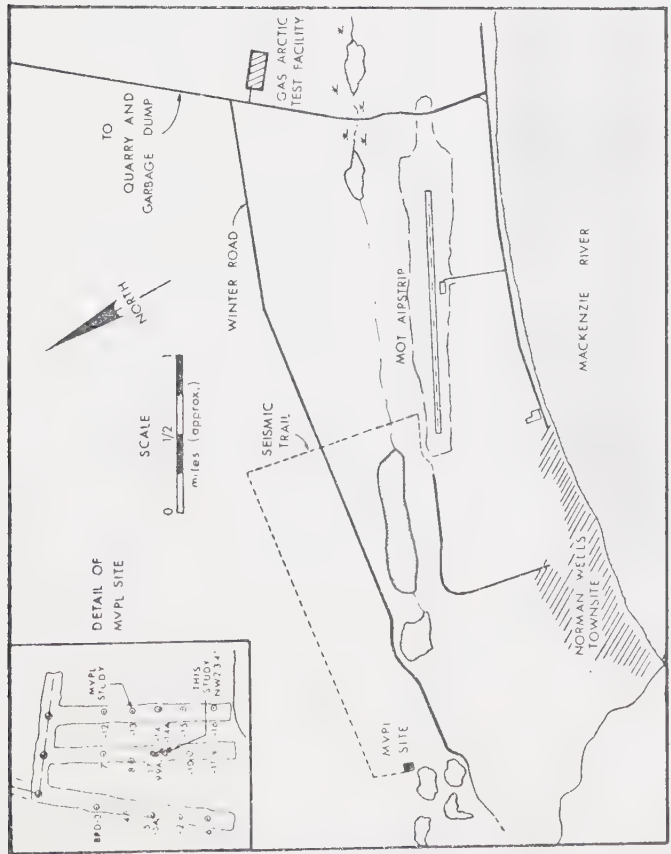 DETAIL OF
MVPL SITE
MVPL
STUDY
THIS
STUDY
SCALE
0 1/2 1
miles (approx.)
NORTH
TO
QUARRY AND
GARBAGE DUMP
GAS ARCTIC
TEST FACILITY
WINTER ROAD
SEISMIC
TRAIL
MOT AIRSTRIP
MVPL
SITE
NORMAN WELLS
TOWNSITE
MACKENZIE RIVER